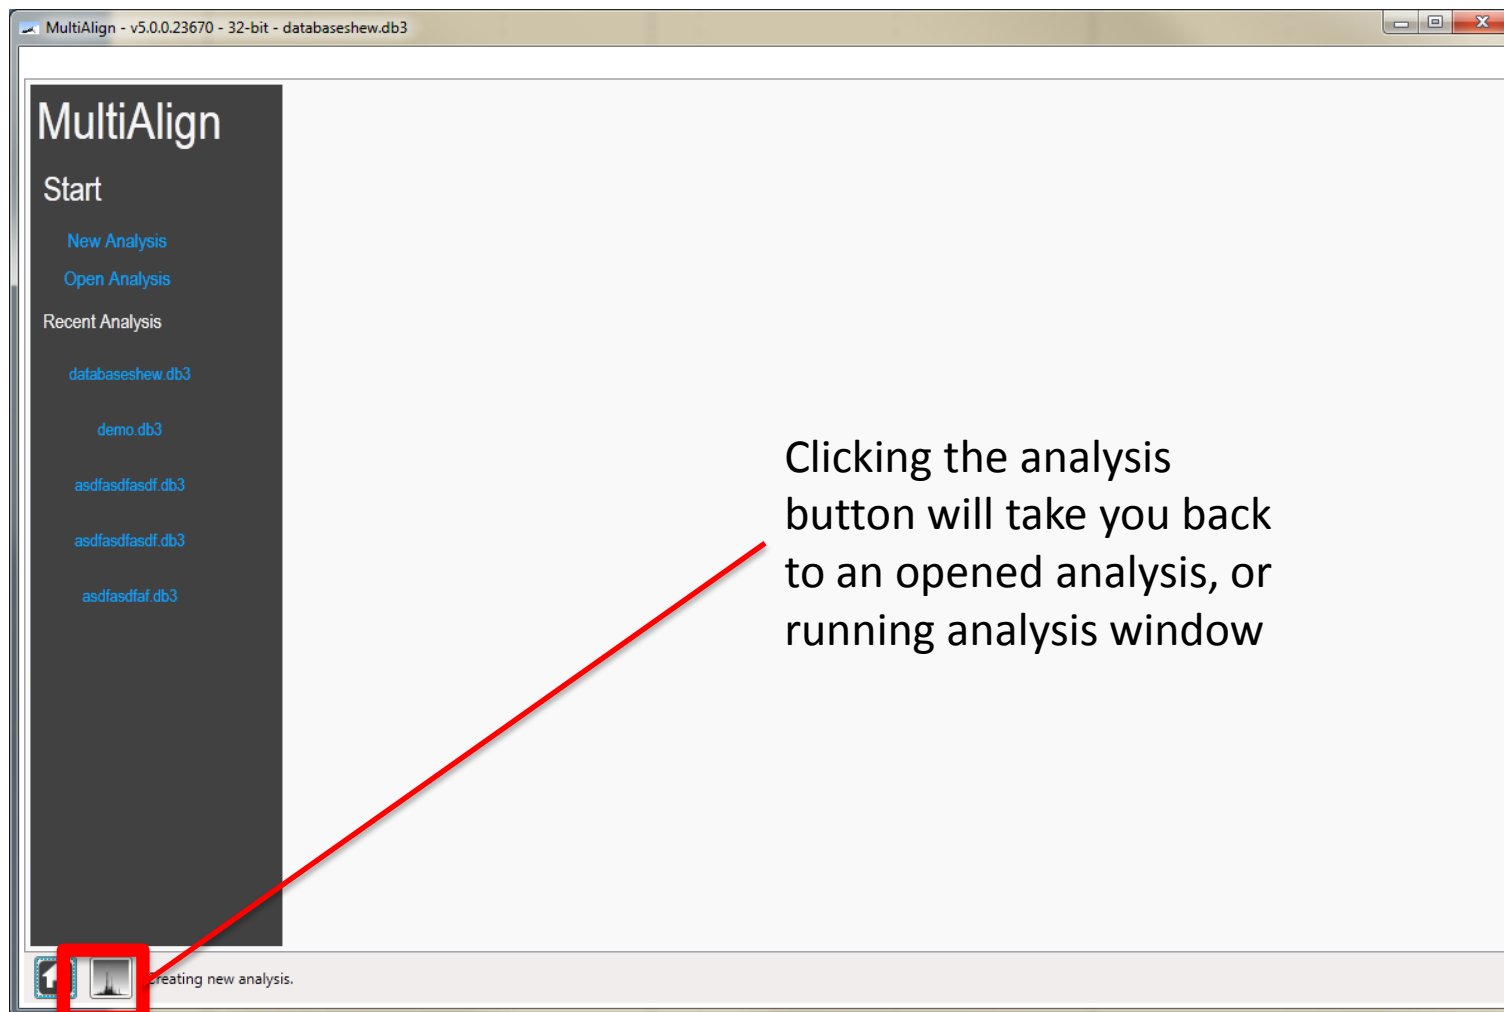 MultiAlign - v5.0.0.23670 - 32-bit - databaseshew.db3
MultiAlign
Start
New Analysis
Open Analysis
Recent Analysis
databaseshew.db3
demo.db3
asdfasdfasdf.db3
asdfasdfasdf.db3
asdfasdfaf.db3
Clicking the analysis
button will take you back
to an opened analysis, or
running analysis window
Creating new analysis.